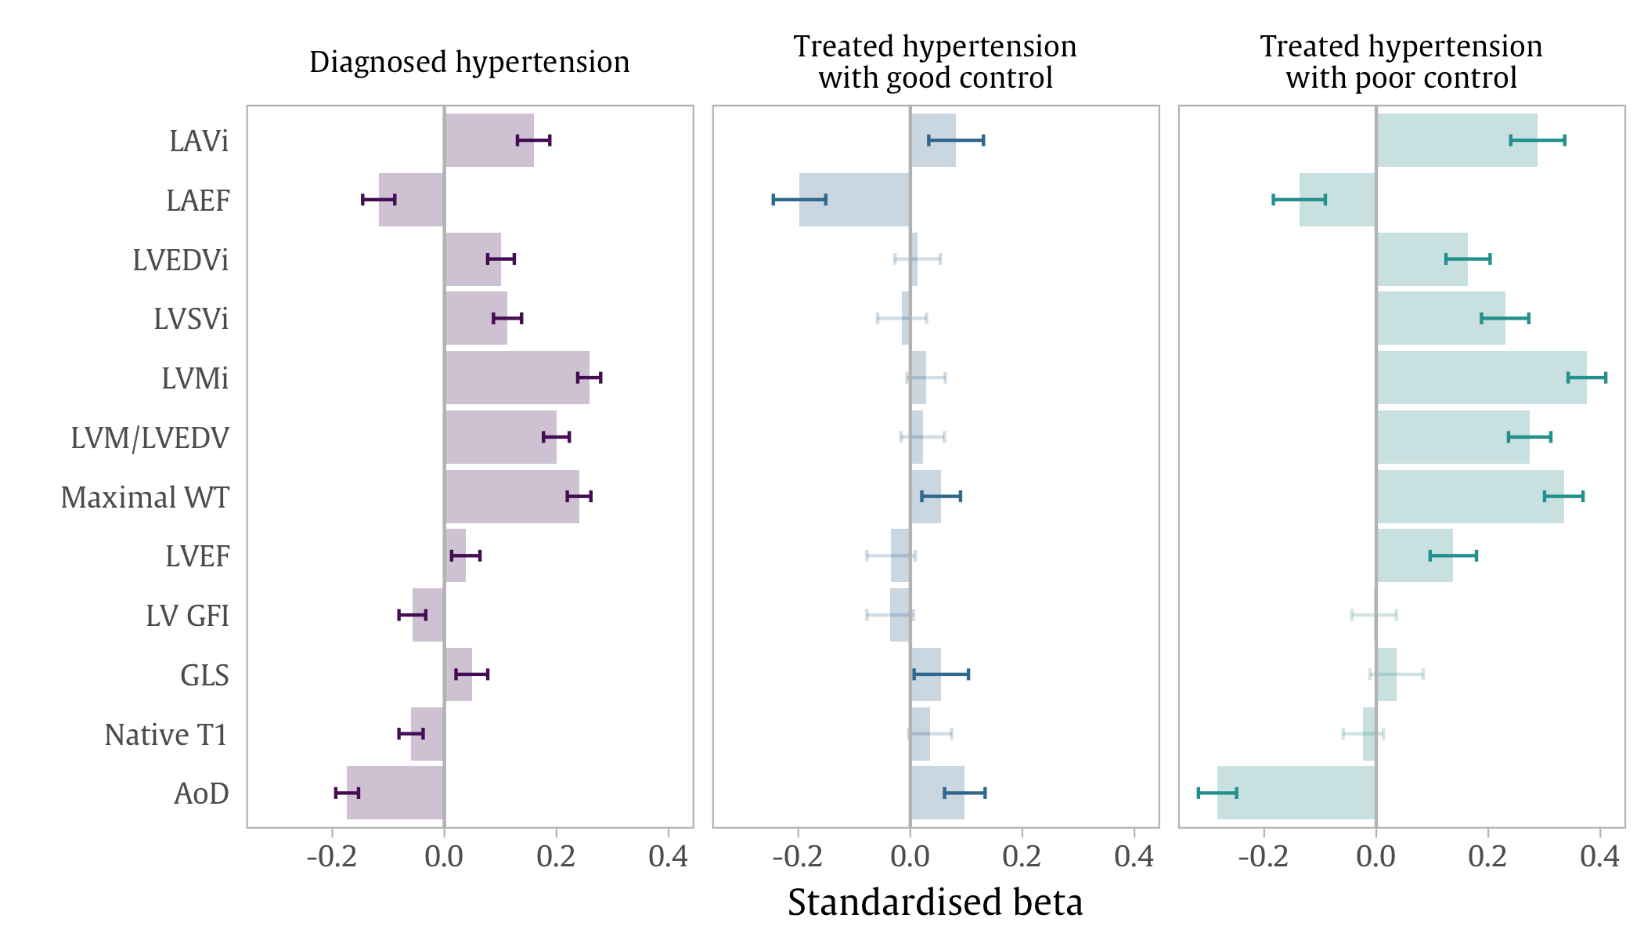 Diagnosed hypertension
Treated hypertension
with good control
Treated hypertension
with poor control
LAVi
LAEF
LVEDVi
LVSVi
LVMi
LVM/LVEDV
Maximal WT
LVEF
LV GFI
GLS
Native T1
AoD
-0.2 0.0 0.2 0.4
-0.2 0.0 0.2 0.4
-0.2 0.0 0.2 0.4
Standardised beta